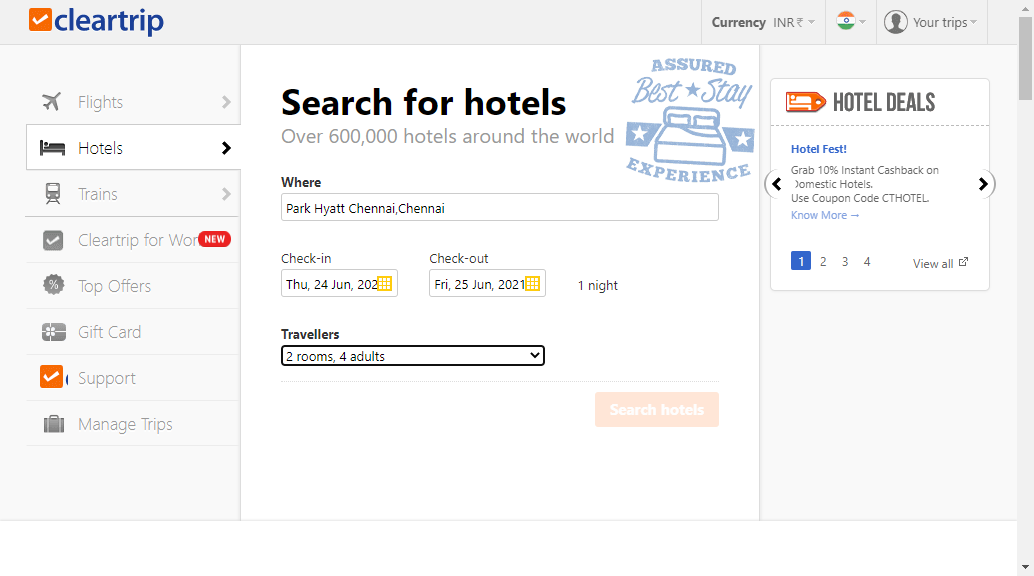 cleartrip
Currency INR ₹
Your trips
Flights
Hotels
Trains
Cleartrip for Wor
NEW
Top Offers
Gift Card
Support
Manage Trips
Search for hotels
Over 600,000 hotels around the world
ASSURED
Best ★ Stay
EXPERIENCE
Where
Park Hyatt Chennai,Chennai
Check-in
Check-out
Thu, 24 Jun, 202
Fri, 25 Jun, 2021
1 night
Travellers
2 rooms, 4 adults
Search hotels
HOTEL DEALS
Hotel Fest!
Grab 10% Instant Cashback on
Domestic Hotels.
Use Coupon Code CTHOTEL.
Know More →
1 2 3 4
View all